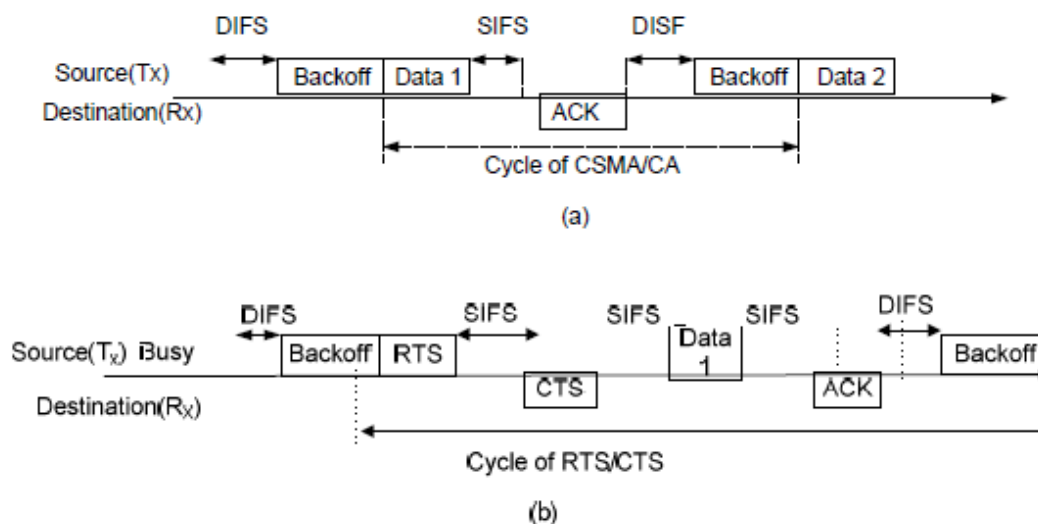 DIFS SIFS DISF
Source(Tx) Backoff Data 1 Backoff Data 2
Destination(Rx) ACK
Cycle of CSMA/CA
(a)
DIFS SIFS SIFS SIFS DIFS
Source(Tx) Busy Backoff RTS Data 1 Backoff
CTS ACK
Destination(RX)
Cycle of RTS/CTS
(b)